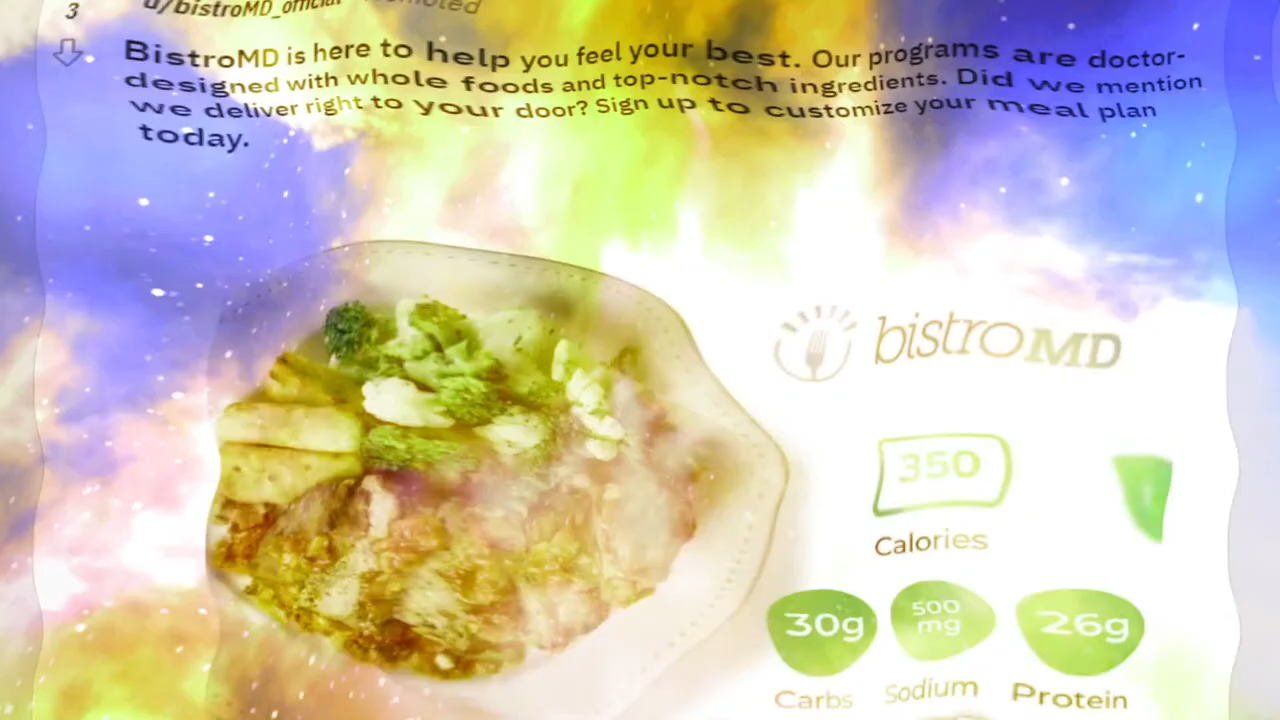 3
u/bistroMD_official
BistroMD is here to help you feel your best. Our programs are doctor-
designed with whole foods and top-notch ingredients. Did we mention
we deliver right to your door? Sign up to customize your meal plan
today.
bistroMD
350
Calories
30g
500
mg
26g
Carbs
Sodium
Protein